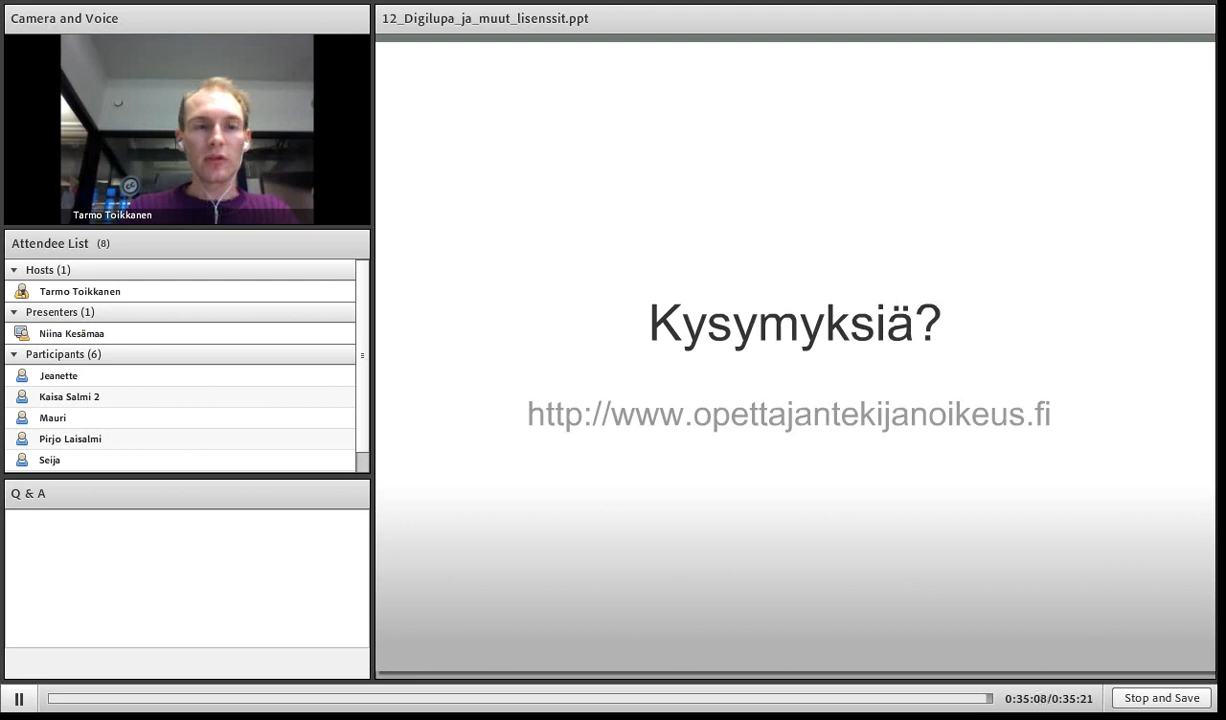 Camera and Voice
Tarmo Toikkanen
Attendee List (8)
Hosts (1)
Tarmo Toikkanen
Presenters (1)
Niina Kesämaa
Participants (6)
Jeanette
Kaisa Salmi 2
Mauri
Pirjo Laisalmi
Seija
Q & A
12_Digilupa_ja_muut_lisenssit.ppt
Kysymyksiä?
http://www.opettajantekijanoikeus.fi
0:35:08/0:35:21
Stop and Save